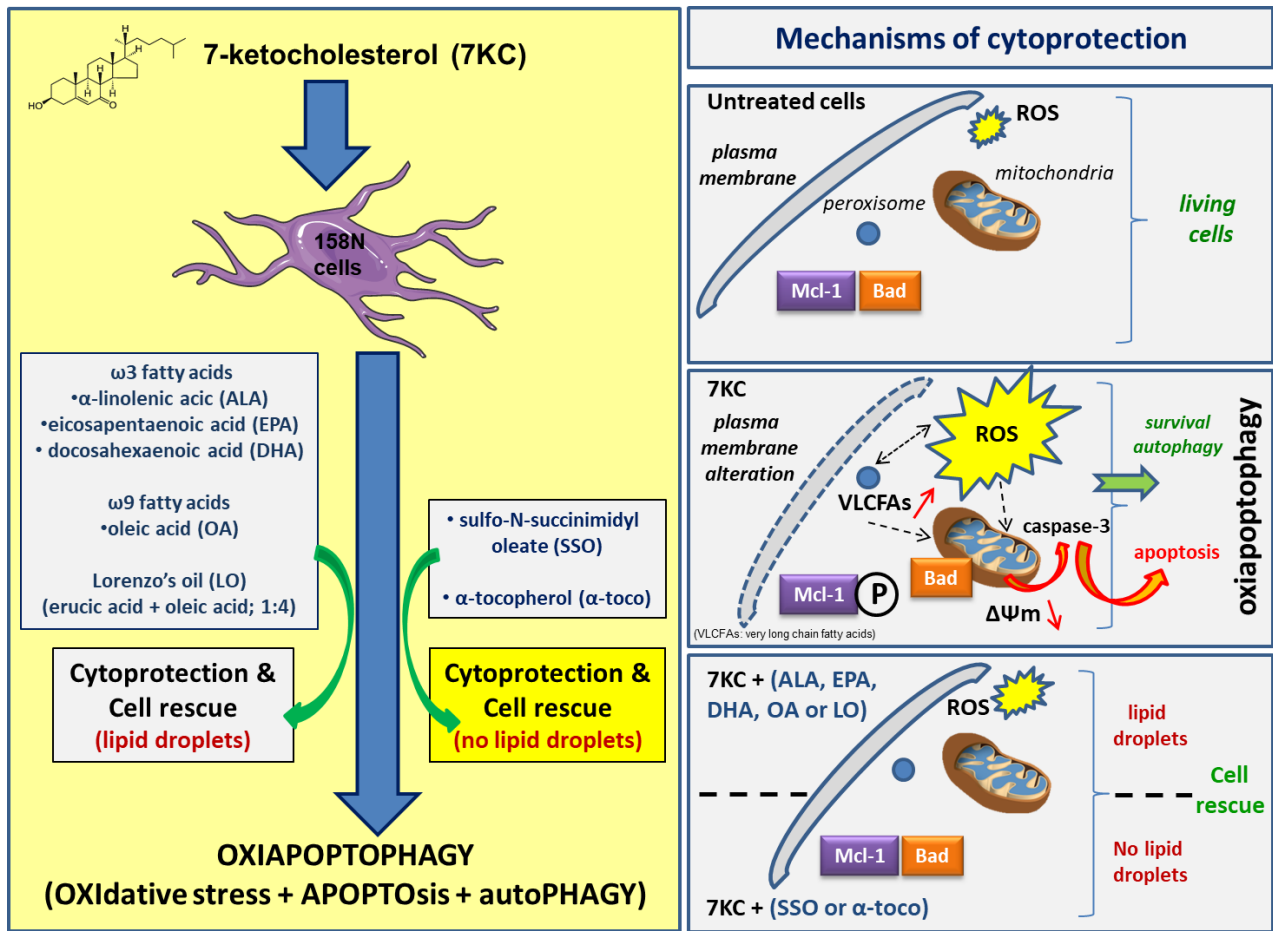 HO
H
H
H
H
O
7-ketocholesterol (7KC)
158N
cells
ω3 fatty acids
•α-linolenic acic (ALA)
•eicosapentaenoic acid (EPA)
• docosahexaenoic acid (DHA)
ω9 fatty acids
•oleic acid (OA)
Lorenzo's oil (LO)
(erucic acid + oleic acid; 1:4)
• sulfo-N-succinimidyl
oleate (SSO)
• α-tocopherol (α-toco)
Cytoprotection &
Cell rescue
(lipid droplets)
Cytoprotection &
Cell rescue
(no lipid droplets)
OXIAPOPTOPHAGY
(OXIdative stress + APOPTOsis + autoPHAGY)
Mechanisms of cytoprotection
Untreated cells
ROS
plasma
membrane
mitochondria
peroxisome
living
cells
Mcl-1
Bad
7KC
plasma
membrane
alteration
ROS
survival
autophagy
VLCFAs
caspase-3
apoptosis
Bad
Mcl-1
P
ΔΨm
(VLCFAs: very long chain fatty acids)
oxiapoptophagy
7KC + (ALA, EPA,
DHA, OA or LO)
ROS
lipid
droplets
Cell
rescue
Mcl-1
Bad
No lipid
droplets
7KC + (SSO or α-toco)